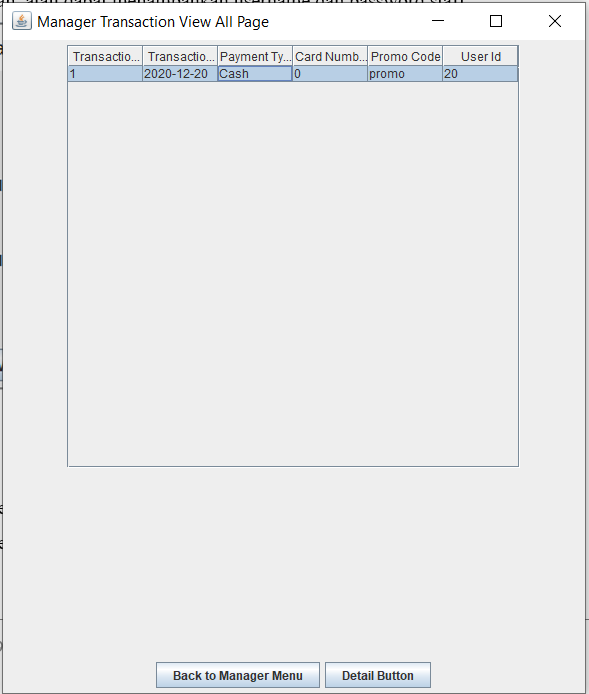 Manager Transaction View All Page
Transactio... Transactio... Payment Ty... Card Numb... Promo Code User Id
1 2020-12-20 Cash 0 promo 20
Back to Manager Menu Detail Button